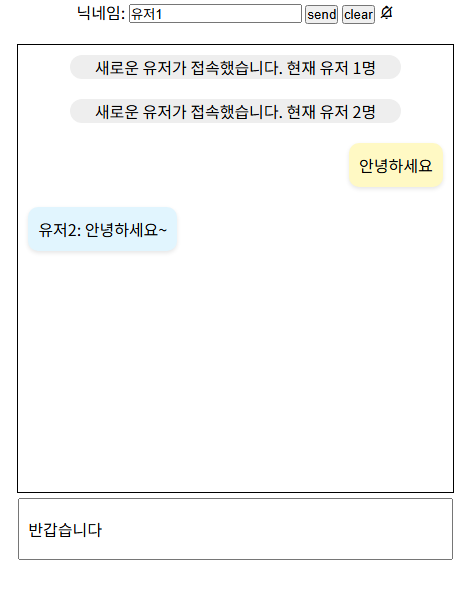 닉네임: 유저1 send clear
새로운 유저가 접속했습니다. 현재 유저 1명
새로운 유저가 접속했습니다. 현재 유저 2명
안녕하세요
유저2: 안녕하세요~
반갑습니다